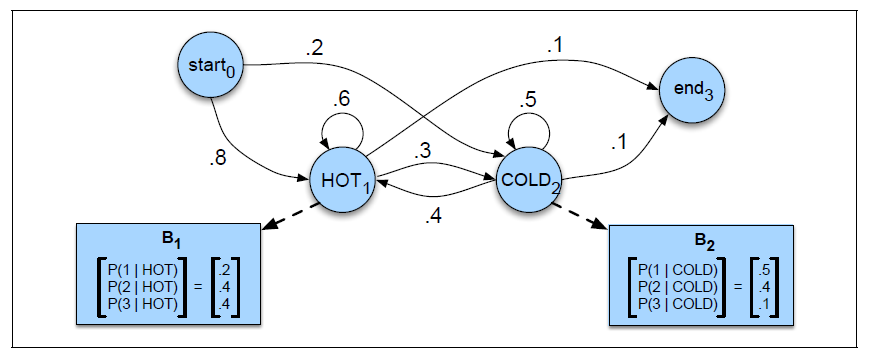 .2
.1
start0
end3
.6
.5
.8
.3
.1
HOT1
COLD2
.4
B1
P(1 | HOT)
P(2 | HOT)
P(3 | HOT)
=
.2
.4
.4
B2
P(1 | COLD)
P(2 | COLD)
P(3 | COLD)
=
.5
.4
.1